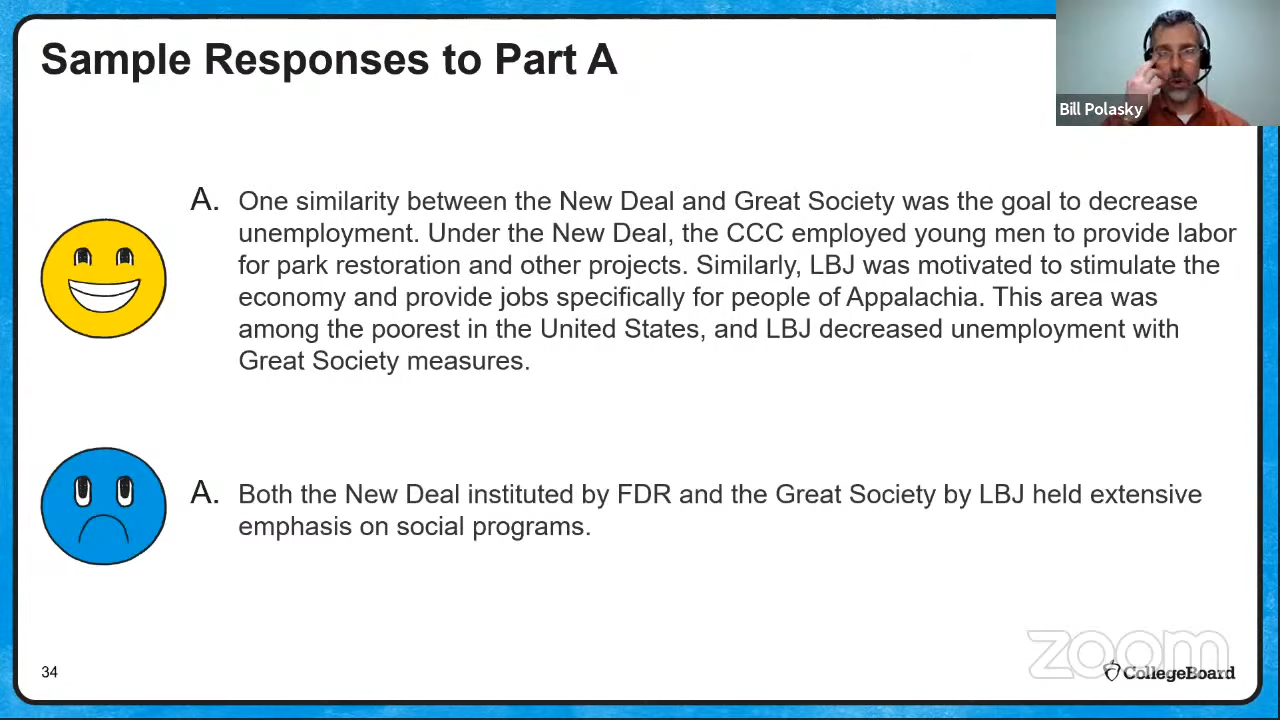 Sample Responses to Part A
Bill Polasky
A. One similarity between the New Deal and Great Society was the goal to decrease
unemployment. Under the New Deal, the CCC employed young men to provide labor
for park restoration and other projects. Similarly, LBJ was motivated to stimulate the
economy and provide jobs specifically for people of Appalachia. This area was
among the poorest in the United States, and LBJ decreased unemployment with
Great Society measures.
A. Both the New Deal instituted by FDR and the Great Society by LBJ held extensive
emphasis on social programs.
34
zoom
CollegeBoard